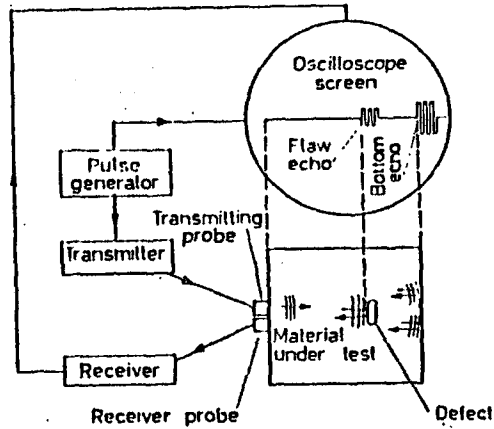 Oscilloscope
screen
Flaw
echo
Bottom
echo
Pulse
generator
Transmitting
probe
Transmitter
Material
under test
Receiver
Receiver probe
Defect